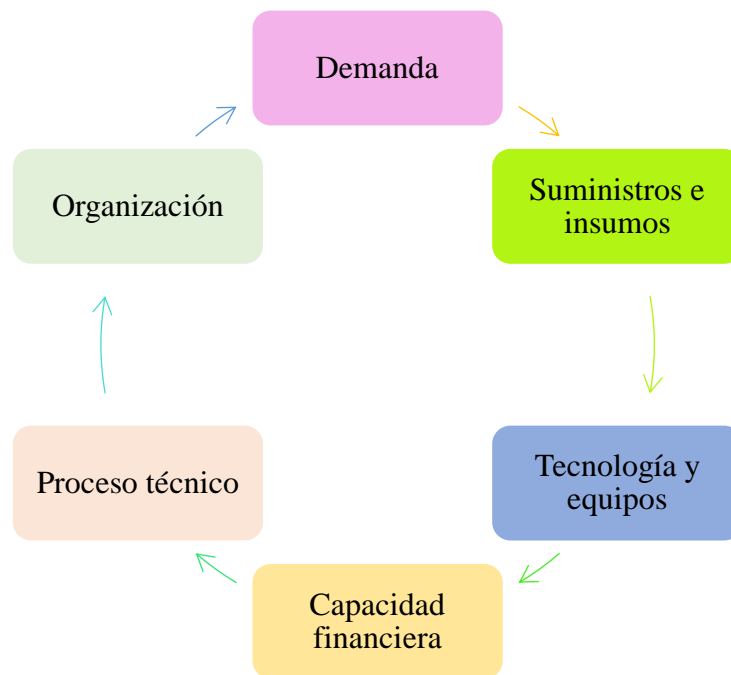 Demanda
Suministros e
insumos
Tecnología y
equipos
Capacidad
financiera
Proceso técnico
Organización